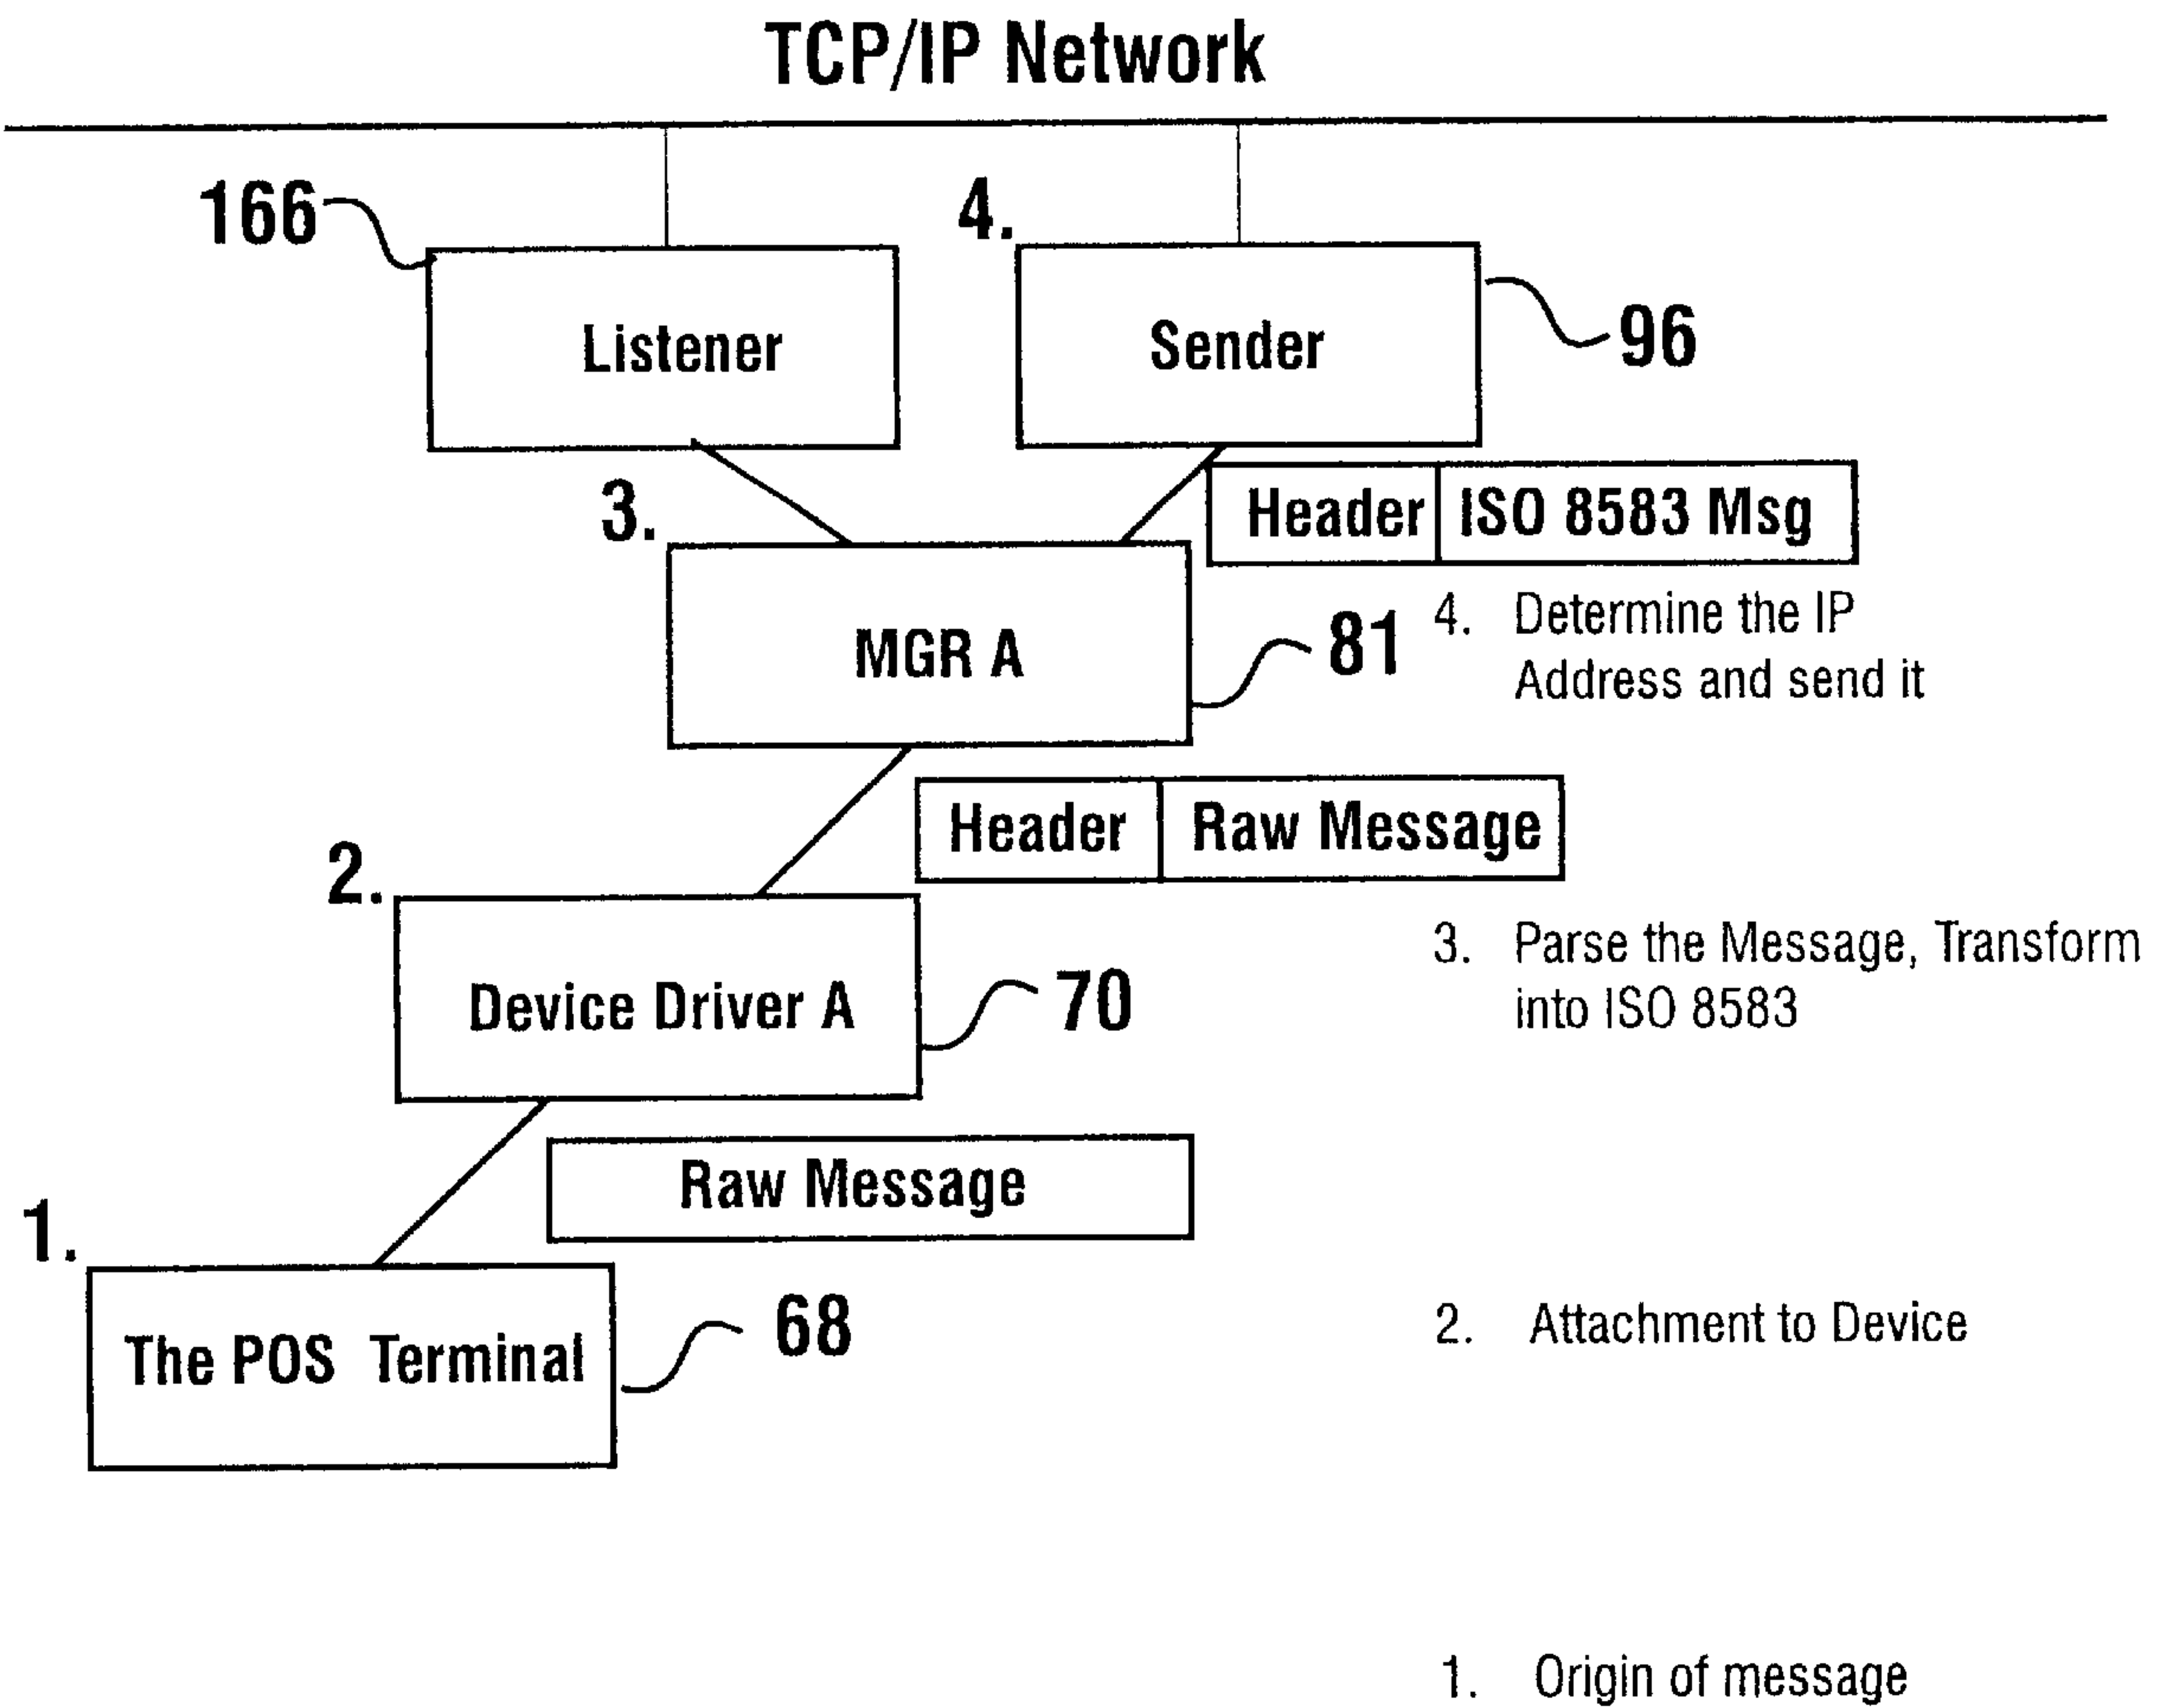 TCP/IP Network
166
4.
Listener
Sender
96
3.
Header ISO 8583 Msg
MGR A
81
4. Determine the IP
Address and send it
Header Raw Message
2.
Device Driver A
70
3. Parse the Message, Transform
into ISO 8583
Raw Message
1.
The POS Terminal
68
2. Attachment to Device
1. Origin of message